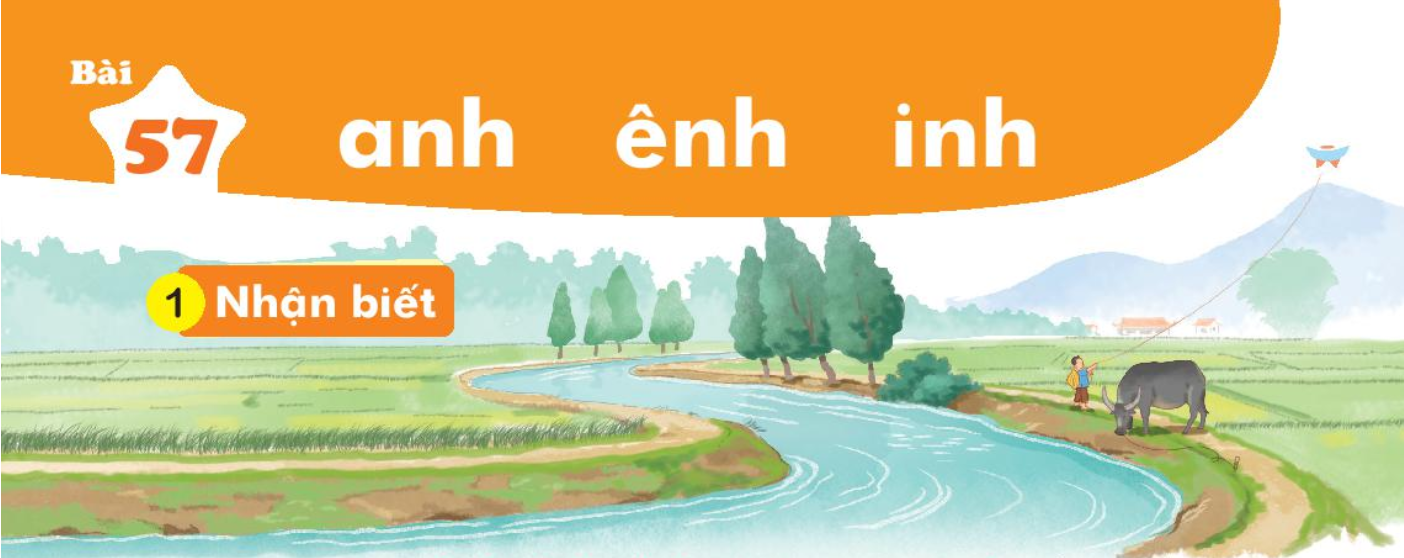 Bài
57
anh ênh inh
1 Nhận biết